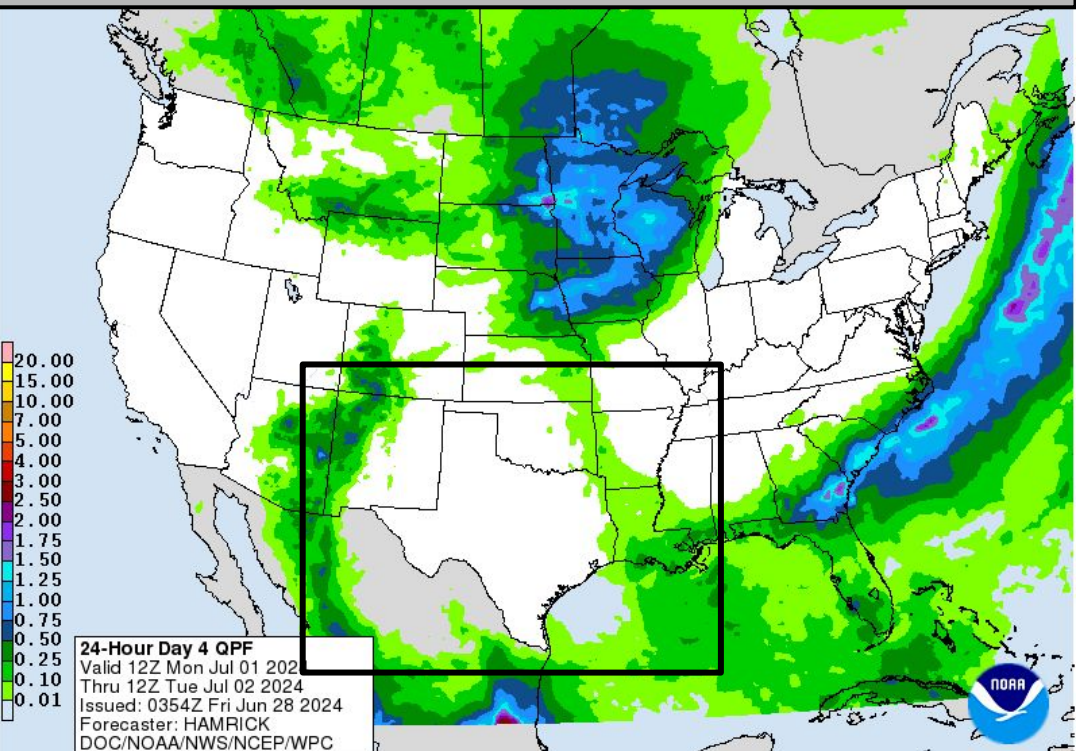 20.00
15.00
10.00
7.00
5.00
4.00
3.00
2.50
2.00
1.75
1.50
1.25
1.00
0.75
0.50
0.25
0.10
0.01
24-Hour Day 4 QPF
Valid 12Z Mon Jul 01 202
Thru 12Z Tue Jul 02 2024
Issued: 0354Z Fri Jun 28 2024
Forecaster: HAMRICK
DOC/NOAA/NWS/NCEP/WPC
NOAA